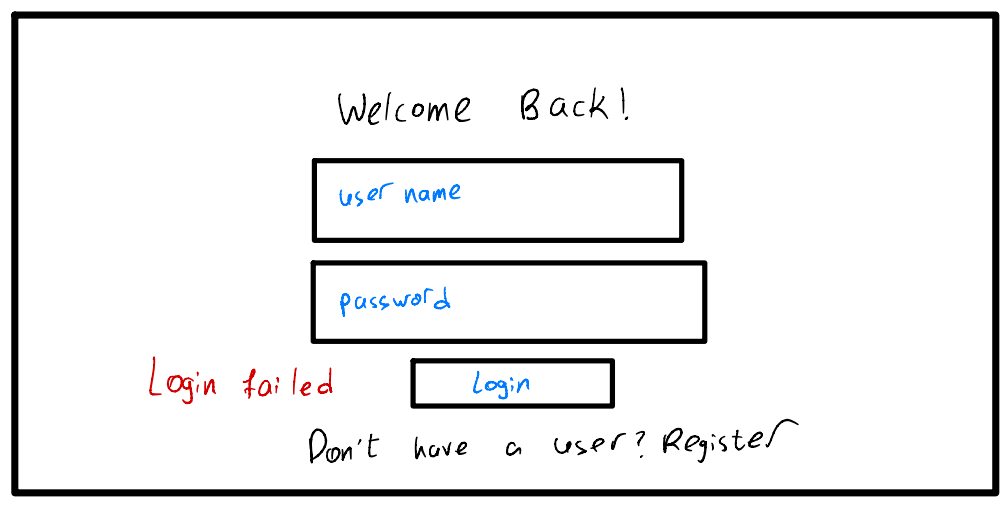 Welcome Back!
user name
password
Login failed
Login
Don't have a user? Register